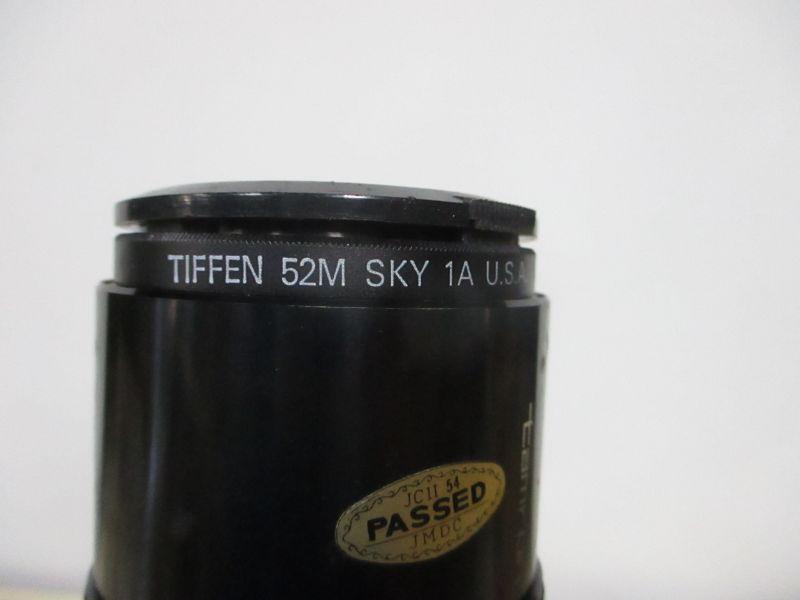 TIFFEN 52M SKY 1A U.S.A
JCII 54
PASSED
JMDC